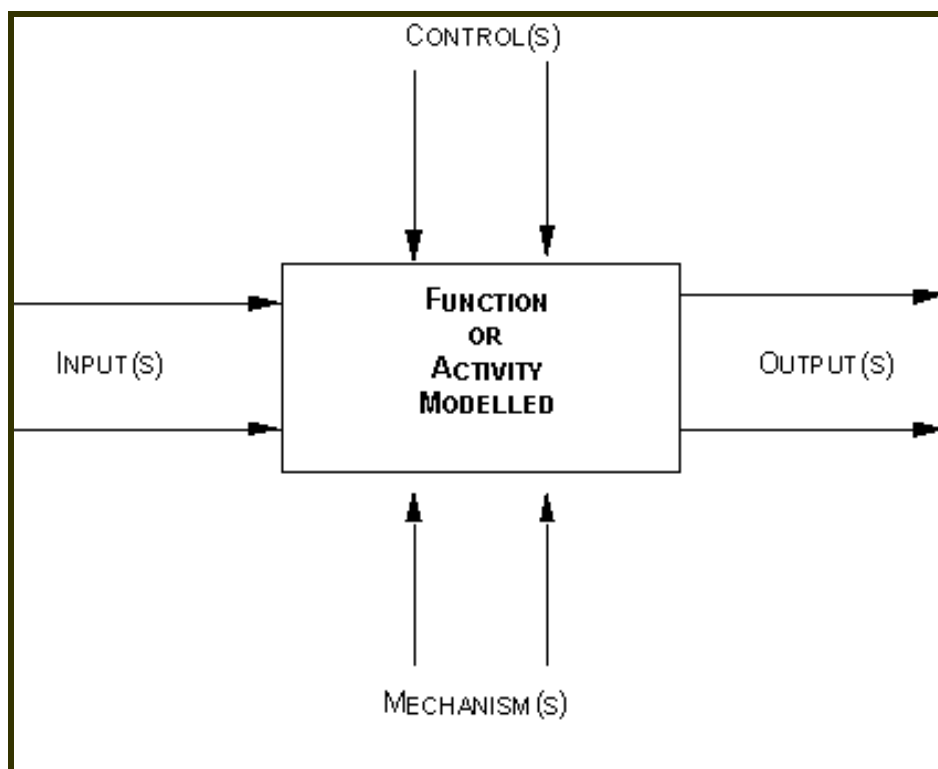 CONTROL(S)
FUNCTION
OR
ACTIVITY
MODELLED
INPUT(S)
OUTPUT(S)
MECHANISM(S)